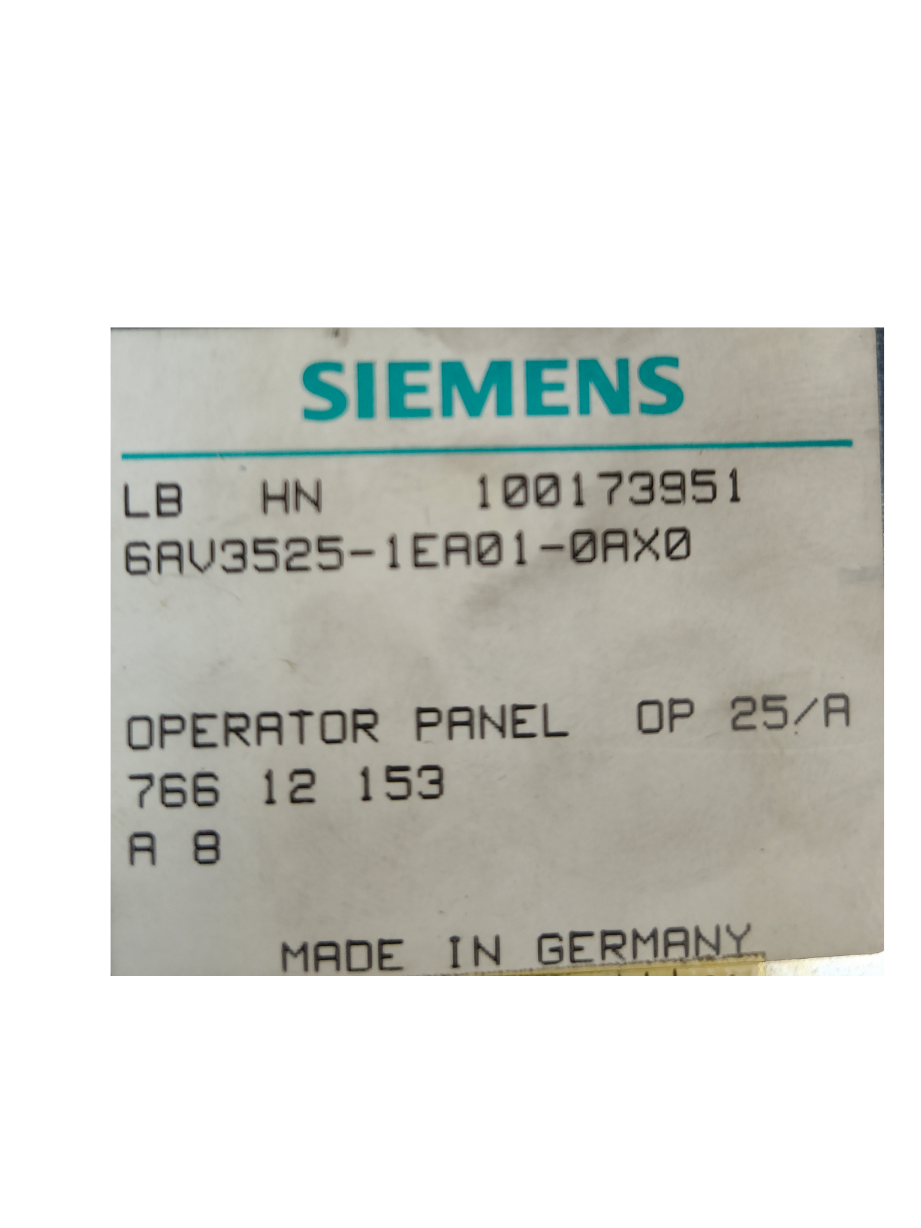 SIEMENS
LB HN 100173951
6AV3525-1EA01-0AX0
OPERATOR PANEL OP 25/A
766 12 153
A 8
MADE IN GERMANY